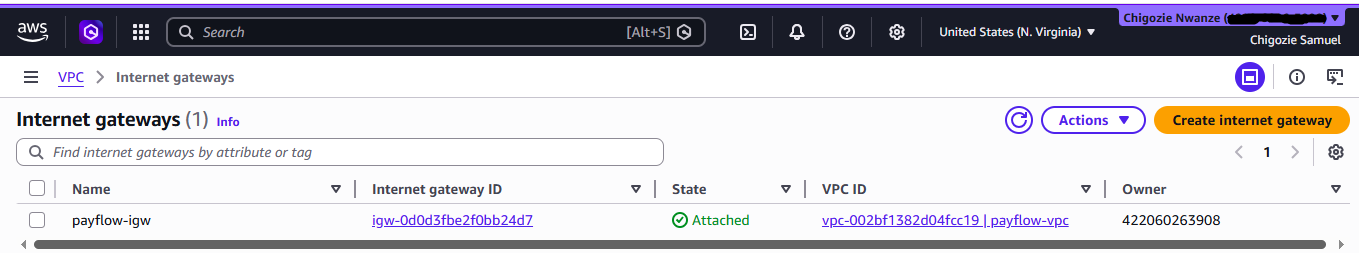 aws Search [Alt+S] United States (N. Virginia) Chigozie Nwanze (
Chigozie Samuel
VPC Internet gateways
Internet gateways (1) Info Actions Create internet gateway
Find internet gateways by attribute or tag 1
Name Internet gateway ID State VPC ID Owner
payflow-igw igw-0d0d3fbe2f0bb24d7 Attached vpc-002bf1382d04fcc19 | payflow-vpc 422060263908